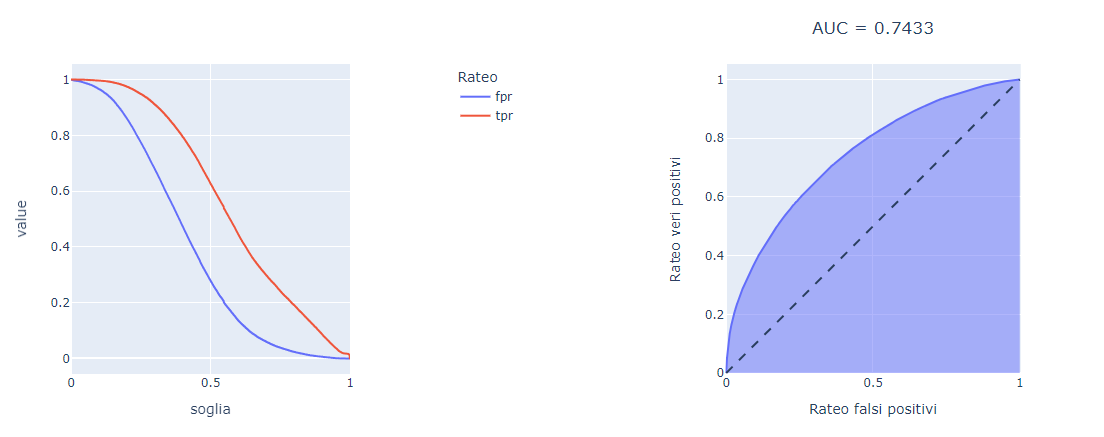 AUC = 0.7433
1
0.8
0.6
0.4
0.2
0
value
0
0.5
1
soglia
Rateo
fpr
tpr
1
0.8
0.6
0.4
0.2
0
Rateo veri positivi
0
0.5
1
Rateo falsi positivi